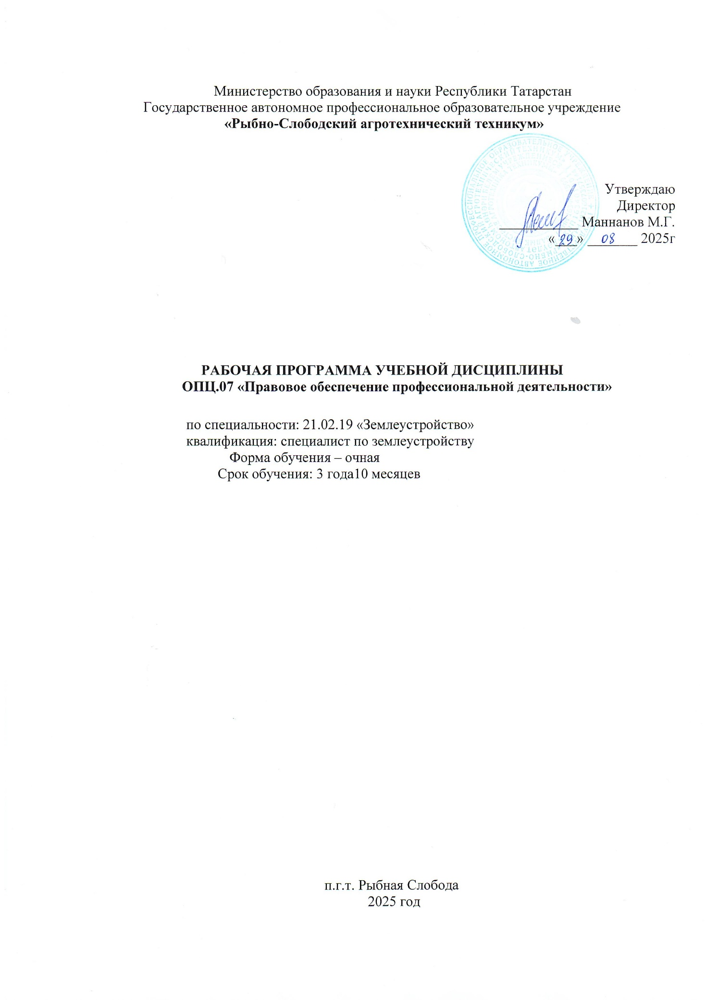 Министерство образования и науки Республики Татарстан
Государственное автономное профессиональное образовательное учреждение
«Рыбно-Слободский агротехнический техникум»
Утверждаю
Директор
____________ Маннанов М.Г.
«29» 08 2025г
РАБОЧАЯ ПРОГРАММА УЧЕБНОЙ ДИСЦИПЛИНЫ
ОПЦ.07 «Правовое обеспечение профессиональной деятельности»
по специальности: 21.02.19 «Землеустройство»
квалификация: специалист по землеустройству
Форма обучения – очная
Срок обучения: 3 года10 месяцев
п.г.т. Рыбная Слобода
2025 год